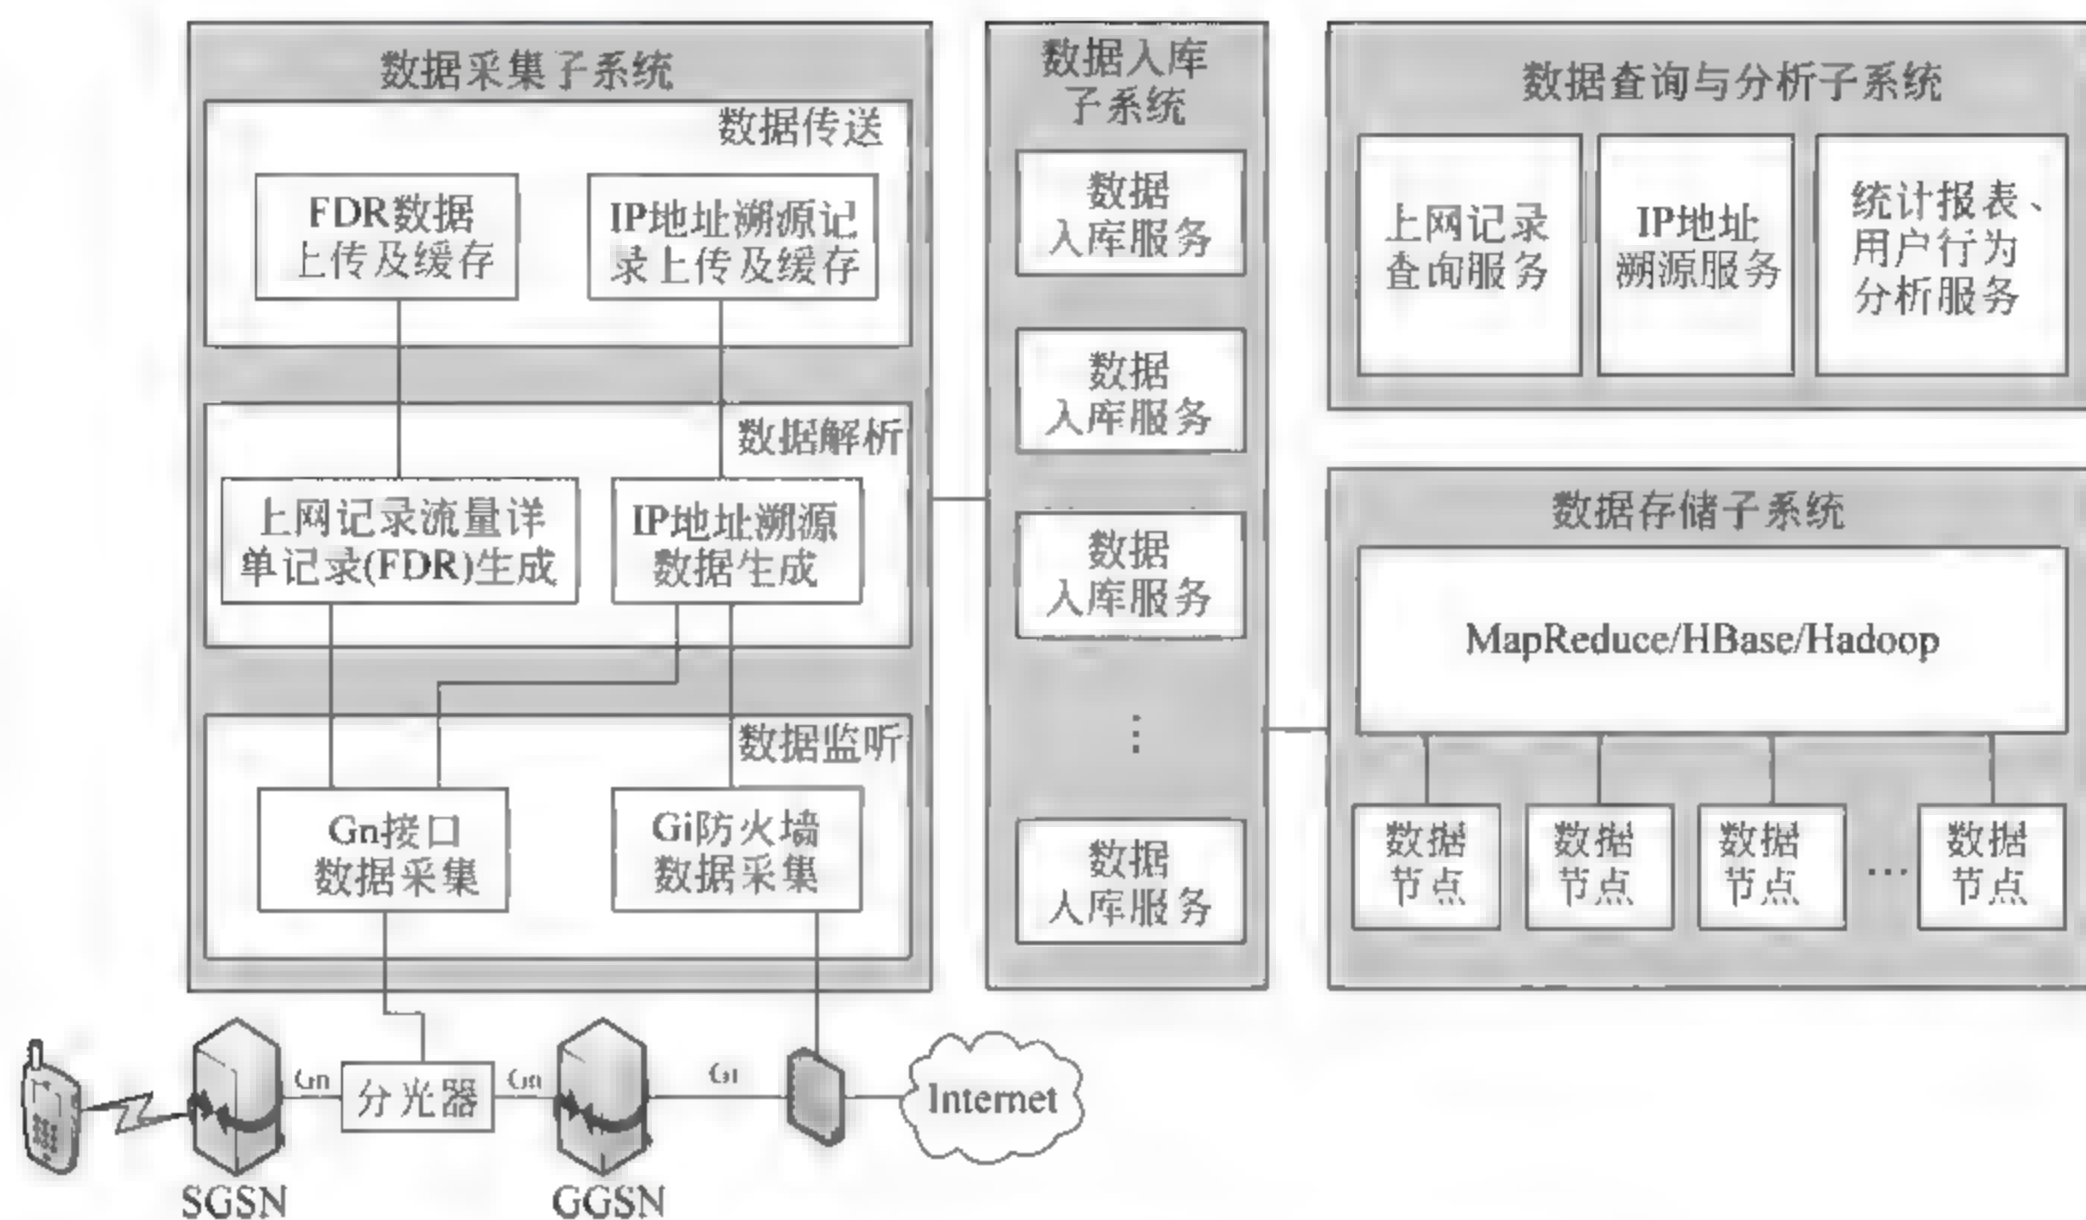 数据采集子系统
数据传送
FDR数据
上传及缓存
IP地址溯源记
录上传及缓存
数据解析
上网记录流量详
单记录(FDR)生成
IP地址溯源
数据生成
数据监听
Gn接口
数据采集
Gi防火墙
数据采集
数据入库
子系统
数据
入库服务
数据
入库服务
数据
入库服务
⋮
数据
入库服务
数据查询与分析子系统
上网记录
查询服务
IP地址
溯源服务
统计报表、
用户行为
分析服务
数据存储子系统
MapReduce/HBase/Hadoop
数据
节点
数据
节点
数据
节点
…
数据
节点
Gn
分光器
Gn
Gi
Internet
SGSN
GGSN